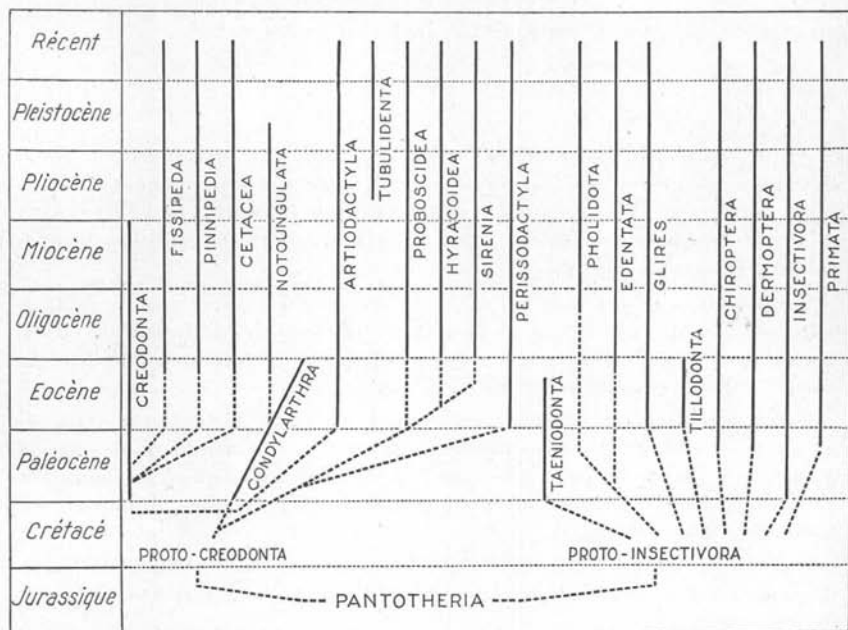 Récent
Pleistocène
Pliocène
Miocène
Oligocène
Eocène
Paléocène
Crétacé
Jurassique
CREODONTA
FISSIPEDA
PINNIPEDIA
CETACEA
NOTOUNGULATA
CONDYLARTHRA
ARTIODACTYLA
TUBULIDENTA
PROBOSCIDEA
HYRACOIDEA
SIRENIA
PERISSODACTYLA
TAENIODONTA
PHOLIDOTA
EDENTATA
GLIRES
TILLODONTA
CHIROPTERA
DERMOPTERA
INSECTIVORA
PRIMATA
PROTO-CREODONTA
PROTO-INSECTIVORA
PANTOTHERIA